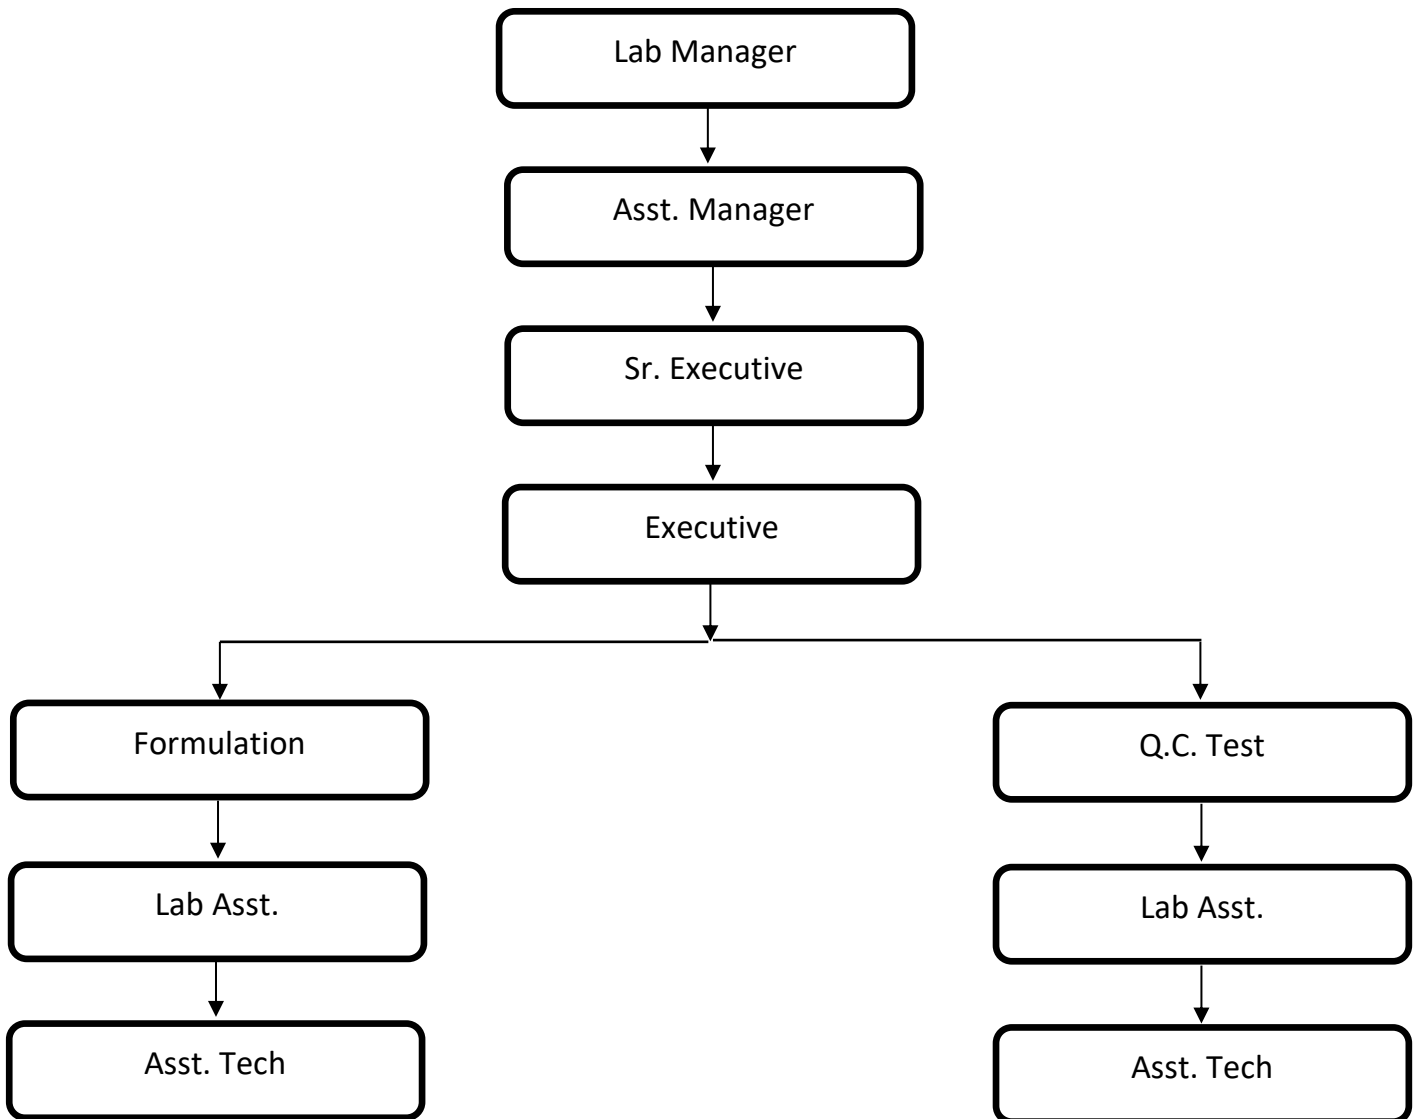 Lab Manager
Asst. Manager
Sr. Executive
Executive
Formulation
Q.C. Test
Lab Asst.
Lab Asst.
Asst. Tech
Asst. Tech